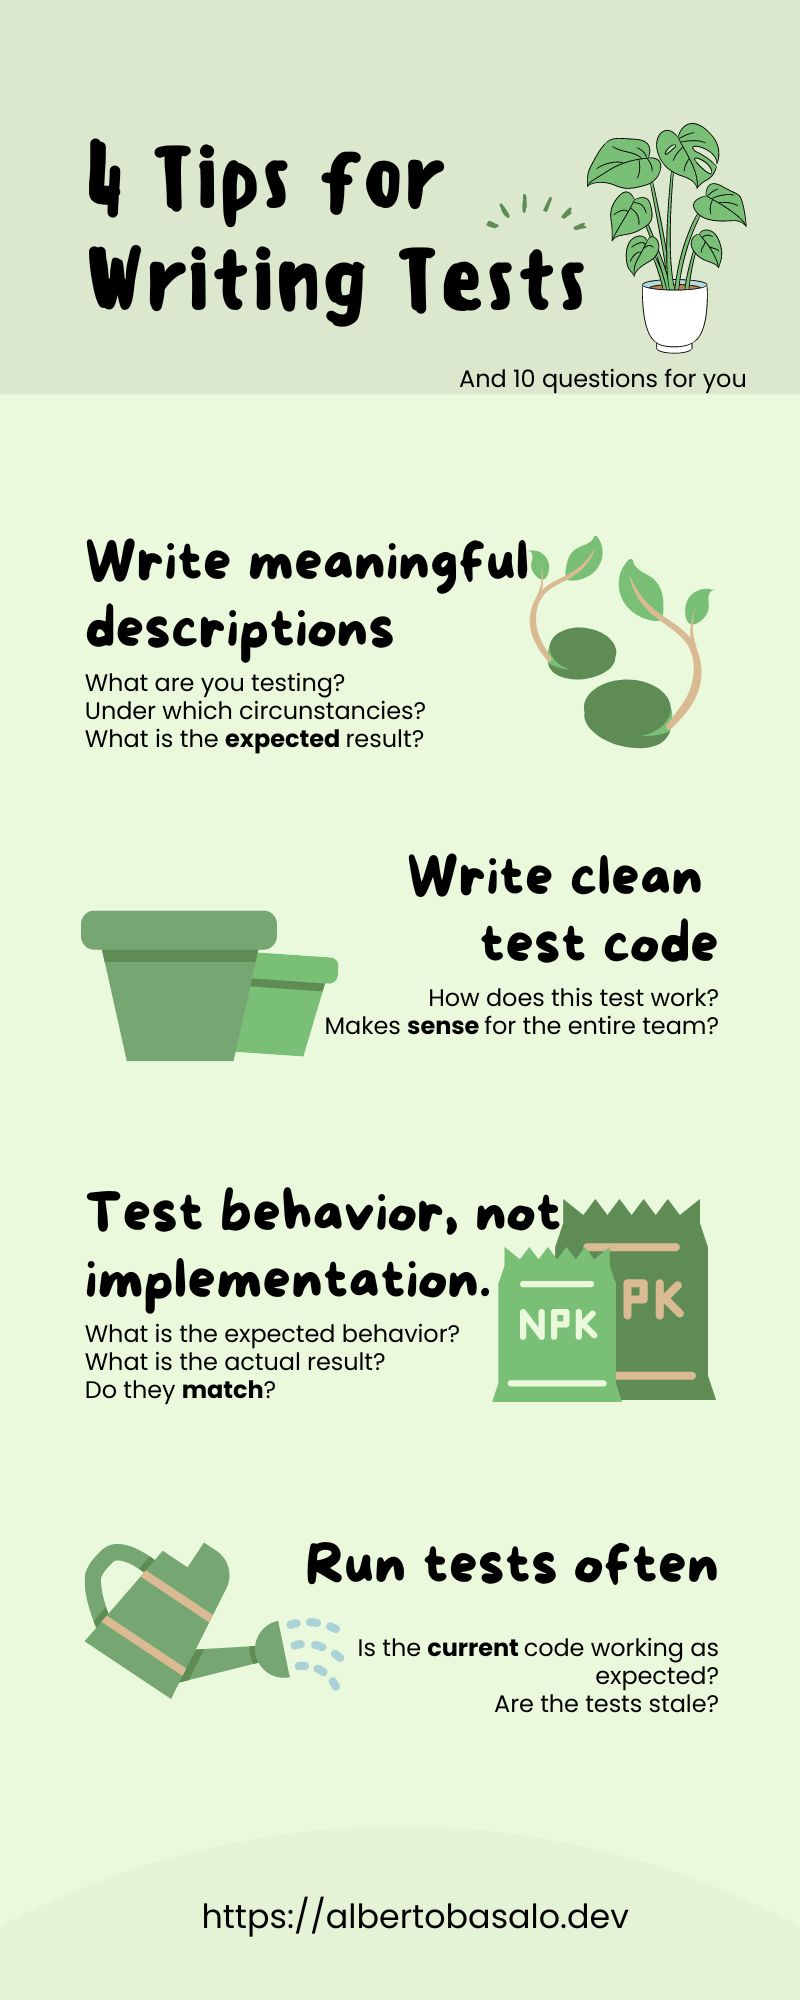 4 Tips for
Writing Tests
And 10 questions for you
Write meaningful
descriptions
What are you testing?
Under which circunstancies?
What is the expected result?
Write clean
test code
How does this test work?
Makes sense for the entire team?
Test behavior, not
implementation.
What is the expected behavior?
What is the actual result?
Do they match?
NPK
PK
Run tests often
Is the current code working as
expected?
Are the tests stale?
https://albertobasalo.dev